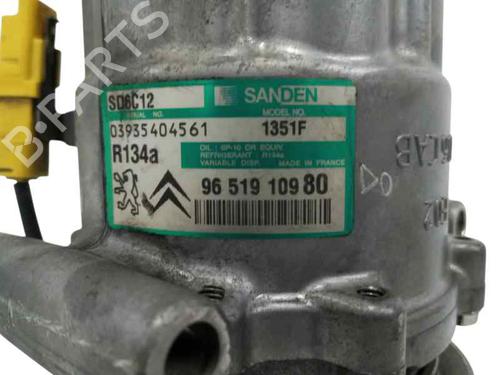 SD6C12
SANDEN
SERIAL NO.
MODEL NO.
03935404561
1351F
R134a
OIL : SP-10 OR EQUIV.
REFRIGERANT : R134a
VARIABLE DISP. MADE IN FRANCE
96 519 109 80
B-PARTS